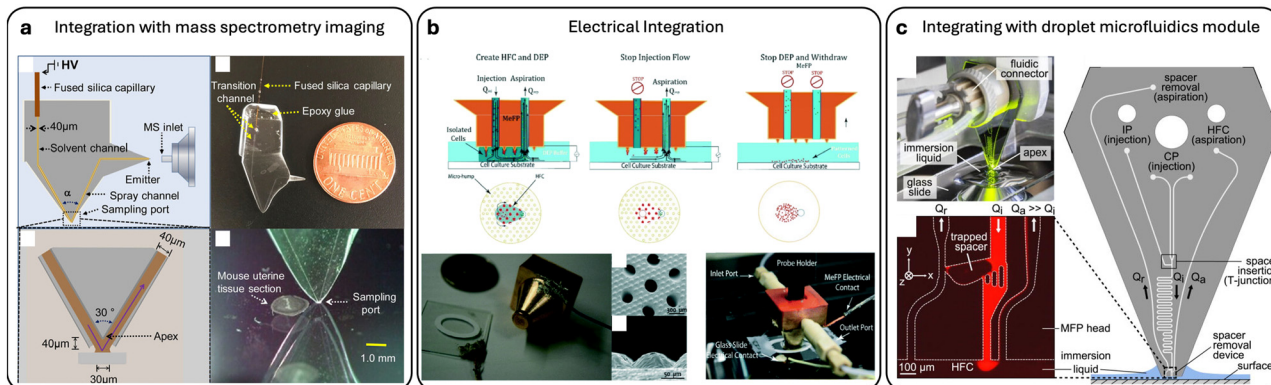 a Integration with mass spectrometry imaging
HV
Fused silica capillary
40µm
Solvent channel
MS inlet
Emitter
α
Spray channel
Sampling port
Transition
channel
Fused silica capillary
Epoxy glue
ONE CENT
40µm
30 °
40µm
Apex
30µm
Mouse uterine
tissue section
Sampling
port
1.0 mm
b Electrical Integration
Create HFC and DEP
Injection Aspiration
MeFP
Isolated
Cells
Cell Culture Substrate
Micro-hump
HFC
Stop Injection Flow
STOP
Aspiration
Cell Culture Substrate
Stop DEP and Withdraw
MeFP
STOP STOP
Cell Culture Substrate
100 µm
50 µm
Probe Holder
Inlet Port
MeFP Electrical
Contact
Outlet Port
Glass Slide
Electrical Contact
c Integrating with droplet microfluidics module
fluidic
connector
immersion
liquid
apex
glass
slide
Qr Qi Qa >> Qi
trapped
spacer
y
x
z
MFP head
immersion
liquid
100 µm
HFC
spacer
removal
(aspiration)
IP
(injection)
HFC
(aspiration)
CP
(injection)
insertion
(T-junction)
Qr Qi Qa
spacer
removal
device
surface